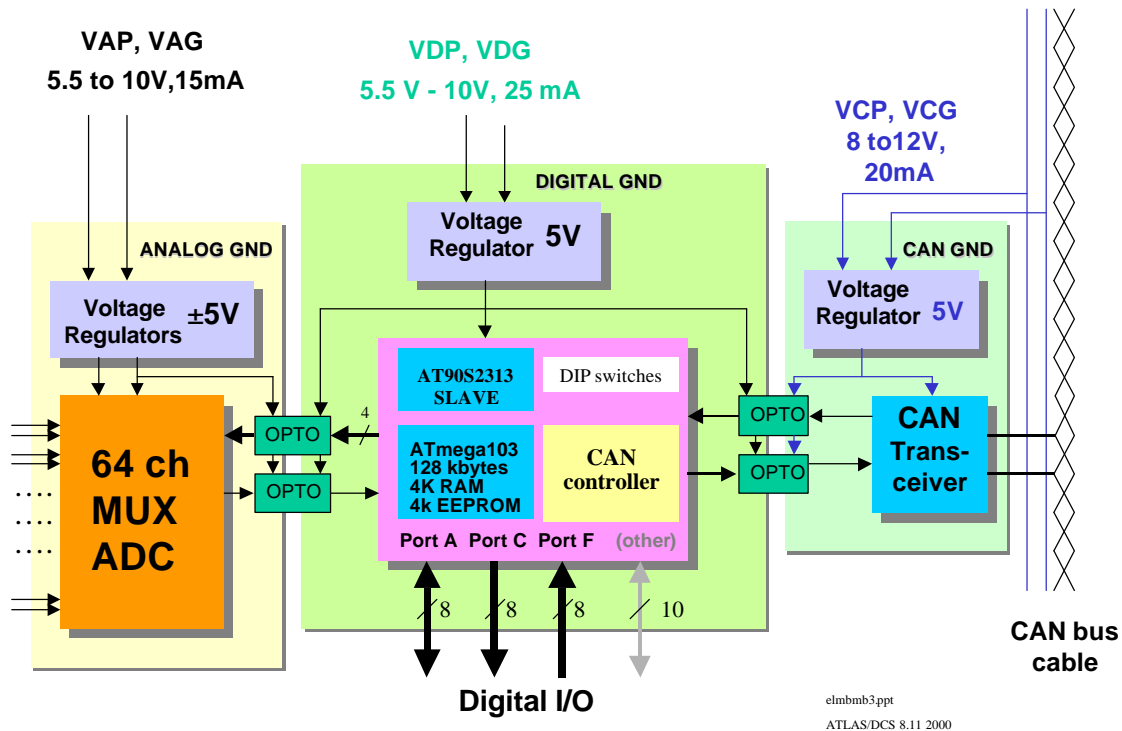 VAP, VAG
5.5 to 10V,15mA
VDP, VDG
5.5 V - 10V, 25 mA
VCP, VCG
8 to12V,
20mA
DIGITAL GND
ANALOG GND
CAN GND
Voltage
Regulator 5V
Voltage
Regulators ±5V
Voltage
Regulator 5V
AT90S2313
SLAVE
DIP switches
OPTO
4
OPTO
CAN
Trans-
ceiver
64 ch
MUX
ADC
OPTO
ATmega103
128 kbytes
4K RAM
4k EEPROM
CAN
controller
OPTO
Port A Port C Port F (other)
....
....
8
8
8
10
CAN bus
cable
Digital I/O
elmbmb3.ppt
ATLAS/DCS 8.11 2000